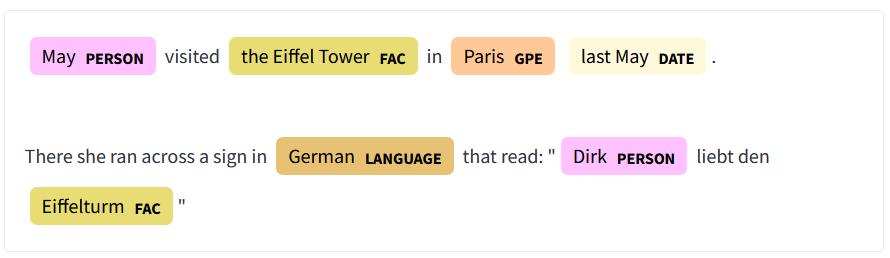 May PERSON visited the Eiffel Tower FAC in Paris GPE last May DATE .
There she ran across a sign in German LANGUAGE that read: " Dirk PERSON liebt den
Eiffelturm FAC "